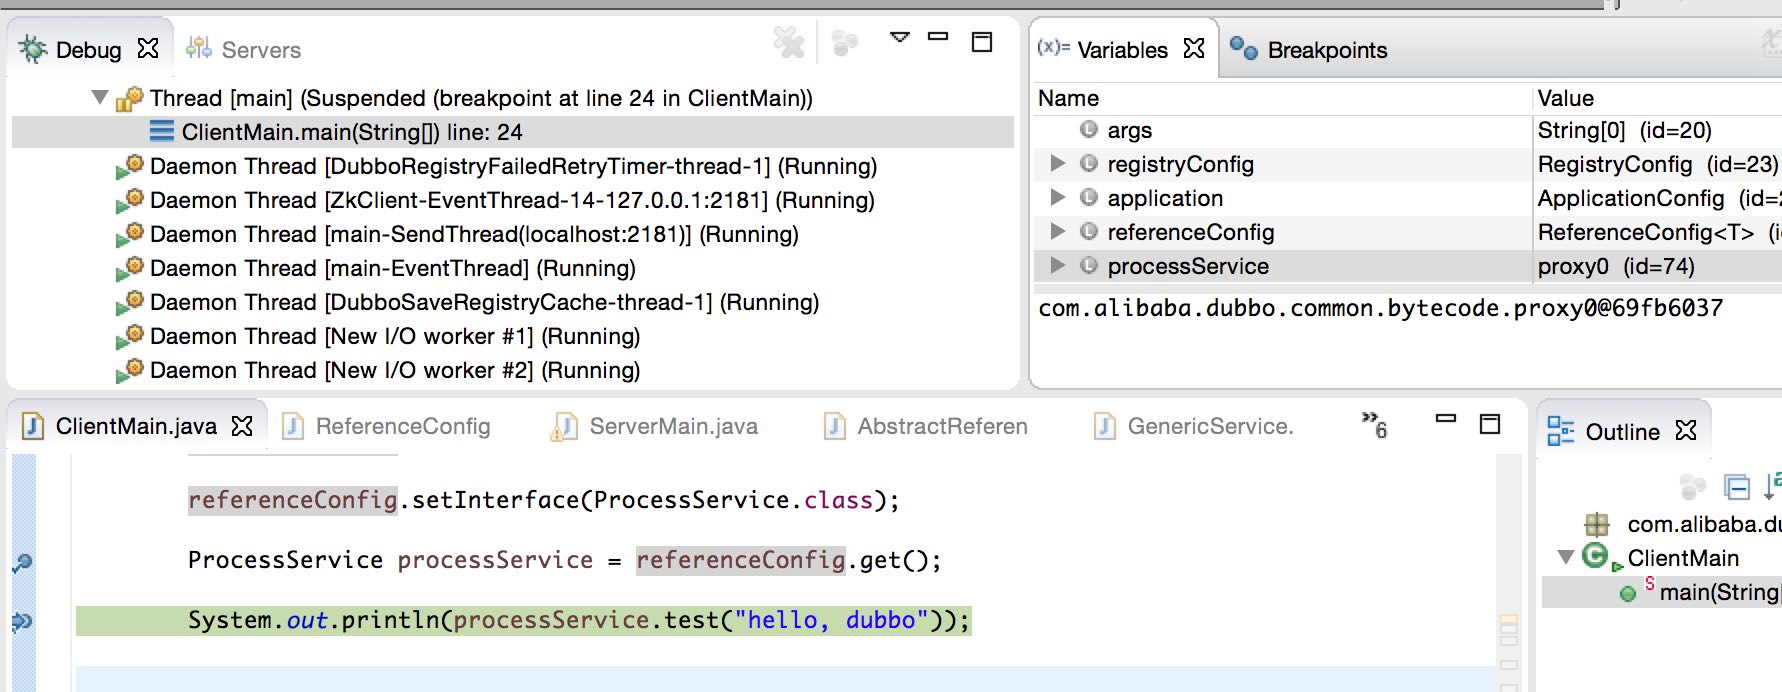 Debug Servers
Thread [main] (Suspended (breakpoint at line 24 in ClientMain))
ClientMain.main(String[]) line: 24
Daemon Thread [DubboRegistryFailedRetryTimer-thread-1] (Running)
Daemon Thread [ZkClient-EventThread-14-127.0.0.1:2181] (Running)
Daemon Thread [main-SendThread(localhost:2181)] (Running)
Daemon Thread [main-EventThread] (Running)
Daemon Thread [DubboSaveRegistryCache-thread-1] (Running)
Daemon Thread [New I/O worker #1] (Running)
Daemon Thread [New I/O worker #2] (Running)
(x)= Variables Breakpoints
Name Value
args String[0] (id=20)
registryConfig RegistryConfig (id=23)
application ApplicationConfig (id=2
referenceConfig ReferenceConfig<T> (i
processService proxy0 (id=74)
com.alibaba.dubbo.common.bytecode.proxy0@69fb6037
ClientMain.java ReferenceConfig ServerMain.java AbstractReferen GenericService. »6
referenceConfig.setInterface(ProcessService.class);
ProcessService processService = referenceConfig.get();
System.out.println(processService.test("hello, dubbo"));
Outline
com.alibaba.du
ClientMain
main(String[